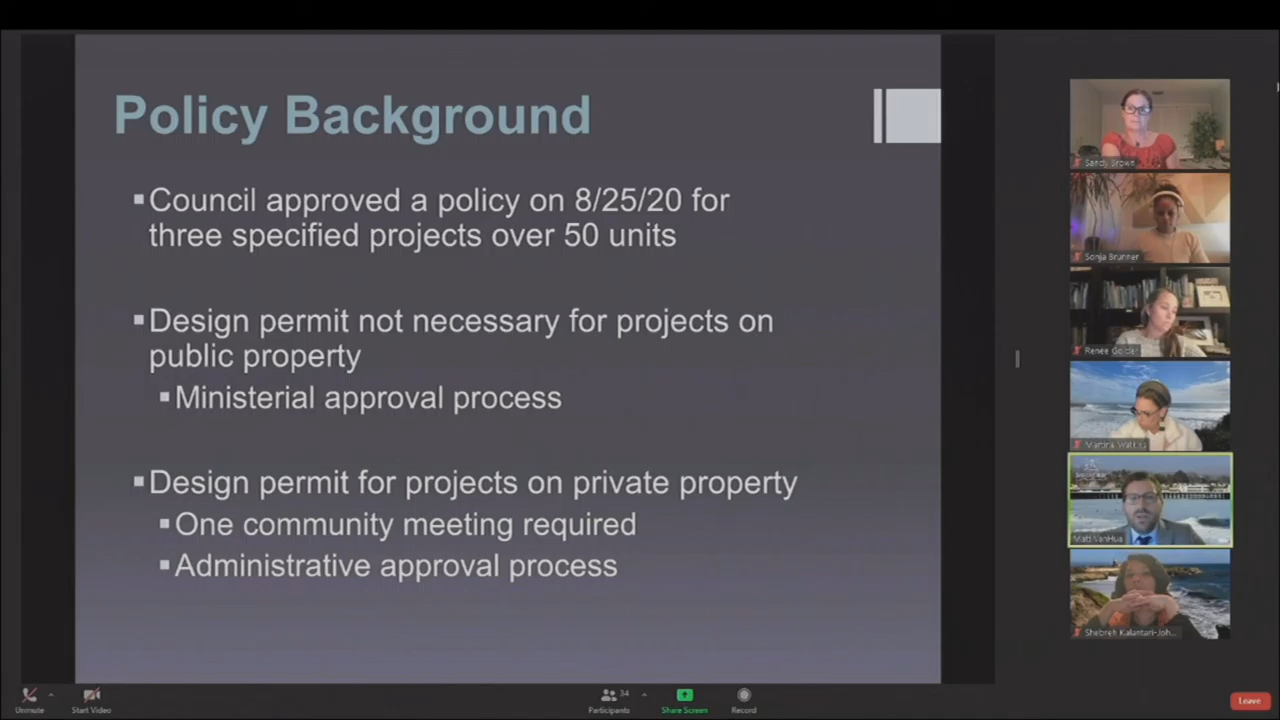 Policy Background
▪Council approved a policy on 8/25/20 for
three specified projects over 50 units
▪Design permit not necessary for projects on
public property
▪Ministerial approval process
▪Design permit for projects on private property
▪One community meeting required
▪Administrative approval process
Sandy Brown
Sonja Brunner
Renee Golder
Martine Watkins
Matt VanHua
Shebreh Kalantari-Joh...
Unmute
Start Video
34
Participants
Share Screen
Record
Leave